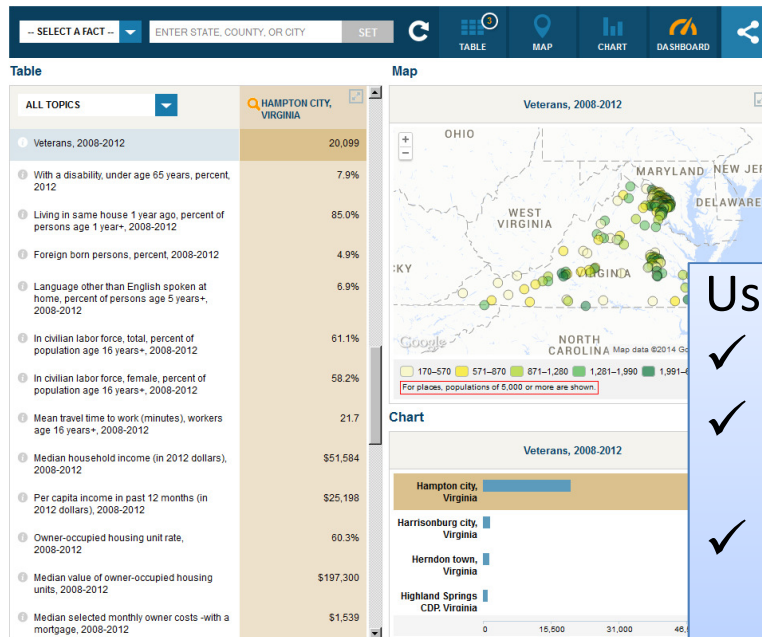 -- SELECT A FACT --
ENTER STATE, COUNTY, OR CITY
SET
3
TABLE
MAP
CHART
DASHBOARD
Table
ALL TOPICS
HAMPTON CITY,
VIRGINIA
Veterans, 2008-2012 20,099
With a disability, under age 65 years, percent, 7.9%
2012
Living in same house 1 year ago, percent of 85.0%
persons age 1 year+, 2008-2012
Foreign born persons, percent, 2008-2012 4.9%
Language other than English spoken at 6.9%
home, percent of persons age 5 years+,
2008-2012
In civilian labor force, total, percent of 61.1%
population age 16 years+, 2008-2012
In civilian labor force, female, percent of 58.2%
population age 16 years+, 2008-2012
Mean travel time to work (minutes), workers 21.7
age 16 years+, 2008-2012
Median household income (in 2012 dollars), $51,584
2008-2012
Per capita income in past 12 months (in $25,198
2012 dollars), 2008-2012
Owner-occupied housing unit rate, 60.3%
2008-2012
Median value of owner-occupied housing $197,300
units, 2008-2012
Median selected monthly owner costs -with a $1,539
mortgage, 2008-2012
Map
Veterans, 2008-2012
+
−
OHIO
MARYLAND
NEW JER
DELAWARE
WEST
VIRGINIA
KY
VIRGINIA
NORTH
CAROLINA
Google
Map data ©2014 Go
170–570 571–870 871–1,280 1,281–1,990 1,991–6
For places, populations of 5,000 or more are shown.
Chart
Veterans, 2008-2012
Hampton city,
Virginia
Harrisonburg city,
Virginia
Herndon town,
Virginia
Highland Springs
CDP, Virginia
0 15,500 31,000 46,
Us
✓
✓
✓